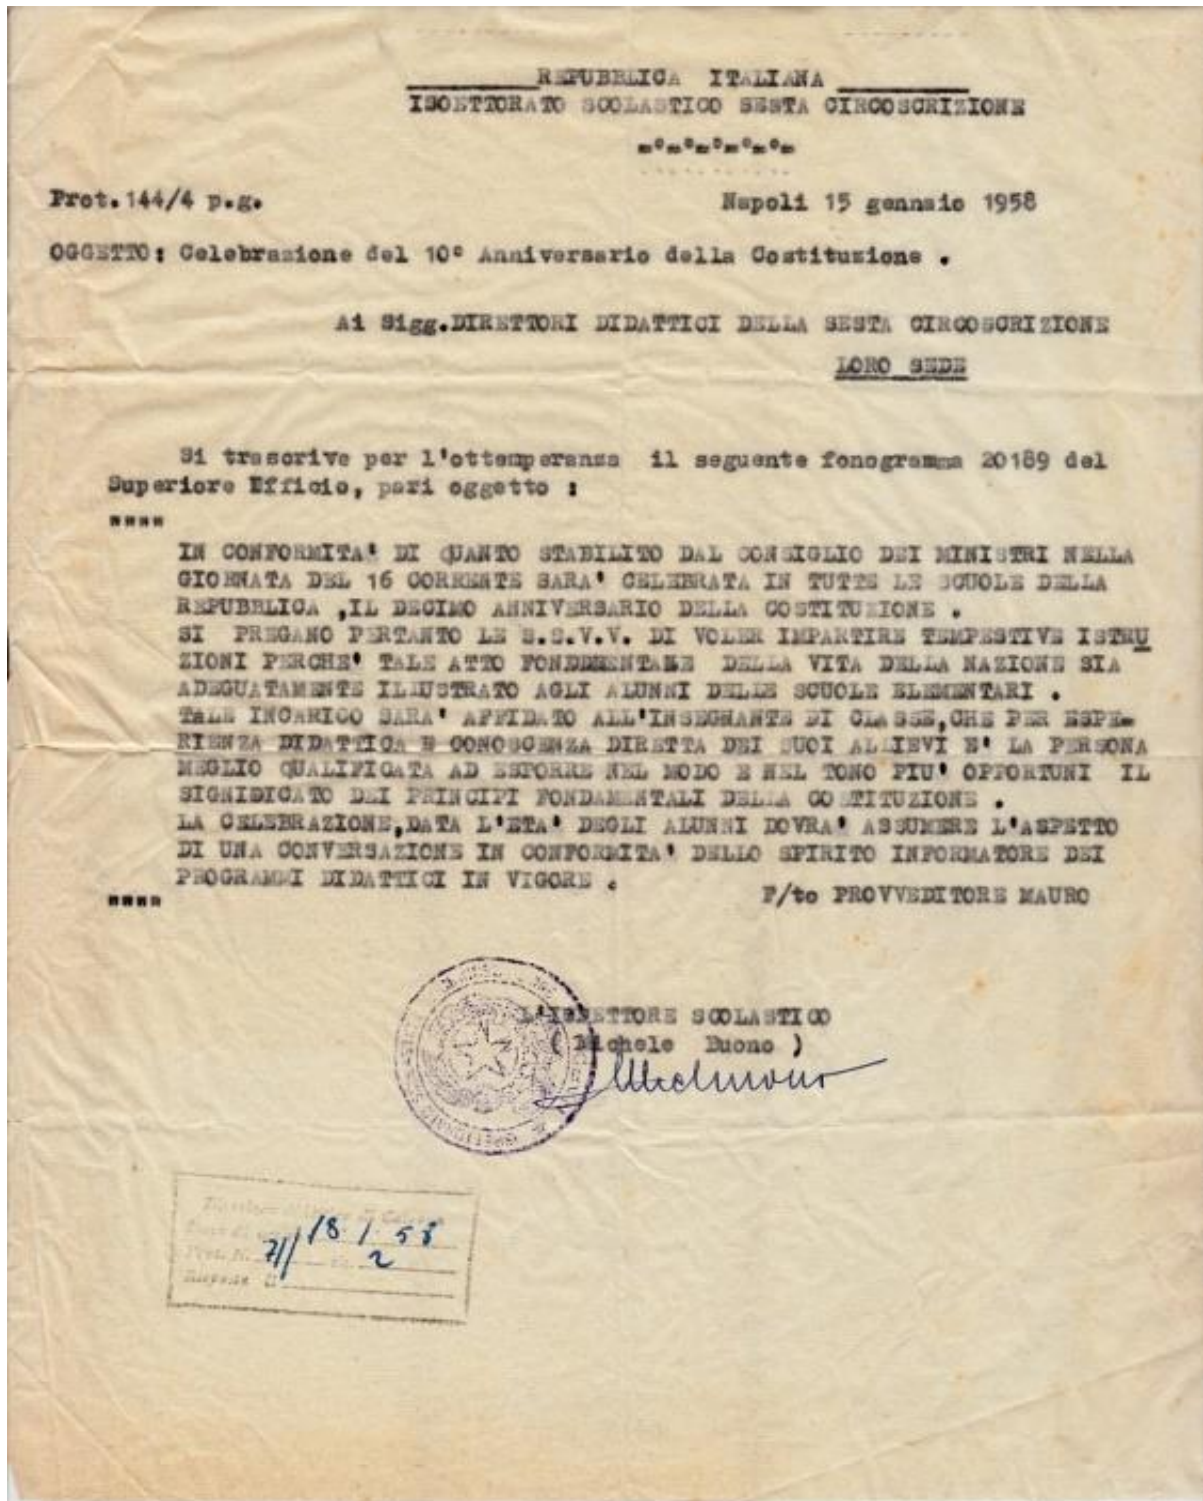 REPUBBLICA ITALIANA
ISOETTORATO SCOLASTICO SESTA CIRCOSCRIZIONE
Prot.144/4 p.g.
Napoli 15 gennaio 1958
OGGETTO: Celebrazione del 10° Anniversario della Costituzione .
Ai Sigg.DIRETTORI DIDATTICI DELLA SESTA CIRCOSCRIZIONE
LORO SEDE
Si trascrive per l'ottemperanza il seguente fonogramma 20189 del
Superiore Ufficio, pari oggetto :
""""
IN CONFORMITA' DI QUANTO STABILITO DAL CONSIGLIO DEI MINISTRI NELLA
GIORNATA DEL 16 CORRENTE SARA' CELEBRATA IN TUTTE LE SCUOLE DELLA
REPUBBLICA ,IL DECIMO ANNIVERSARIO DELLA COSTITUZIONE .
SI PREGANO PERTANTO LE S.S.V.V. DI VOLER IMPARTIRE TEMPESTIVE ISTRU
ZIONI PERCHE' TALE ATTO FONDEMENTALE DELLA VITA DELLA NAZIONE SIA
ADEGUATAMENTE ILLUSTRATO AGLI ALUNNI DELLE SCUOLE ELEMENTARI .
TALE INCARICO SARA' AFFIDATO ALL'INSEGNANTE DI CLASSE,CHE PER ESPE-
RIENZA DIDATTICA E CONOSCENZA DIRETTA DEI SUOI ALLIEVI E' LA PERSONA
MEGLIO QUALIFICATA AD ESPORRE NEL MODO E NEL TONO PIU' OPPORTUNI IL
SIGNIDICATO DEI PRINCIPI FONDAMENTALI DELLA COSTITUZIONE .
LA CELEBRAZIONE,DATA L'ETA' DEGLI ALUNNI DOVRA' ASSUMERE L'ASPETTO
DI UNA CONVERSAZIONE IN CONFORMITA' DELLO SPIRITO INFORMATORE DEI
PROGRAMMI DIDATTICI IN VIGORE .
""""
F/to PROVVEDITORE MAURO
L'ISPETTORE SCOLASTICO
( Michele Buono )
18 1 58
Prot. N. 71/ 2
Risposta